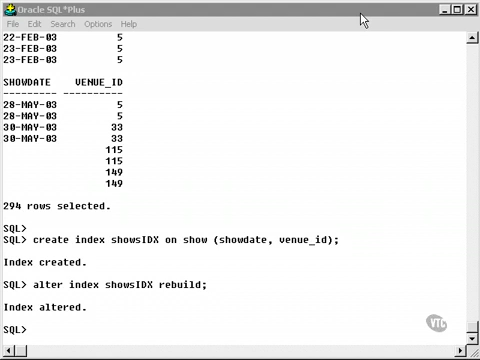 Oracle SQL*Plus
File Edit Search Options Help
22-FEB-03 5
23-FEB-03 5
23-FEB-03 5
SHOWDATE VENUE_ID
--------- ----------
28-MAY-03 5
28-MAY-03 5
30-MAY-03 33
30-MAY-03 33
115
115
149
149
294 rows selected.
SQL>
SQL> create index showsIDX on show (showdate, venue_id);
Index created.
SQL> alter index showsIDX rebuild;
Index altered.
SQL>
VTC